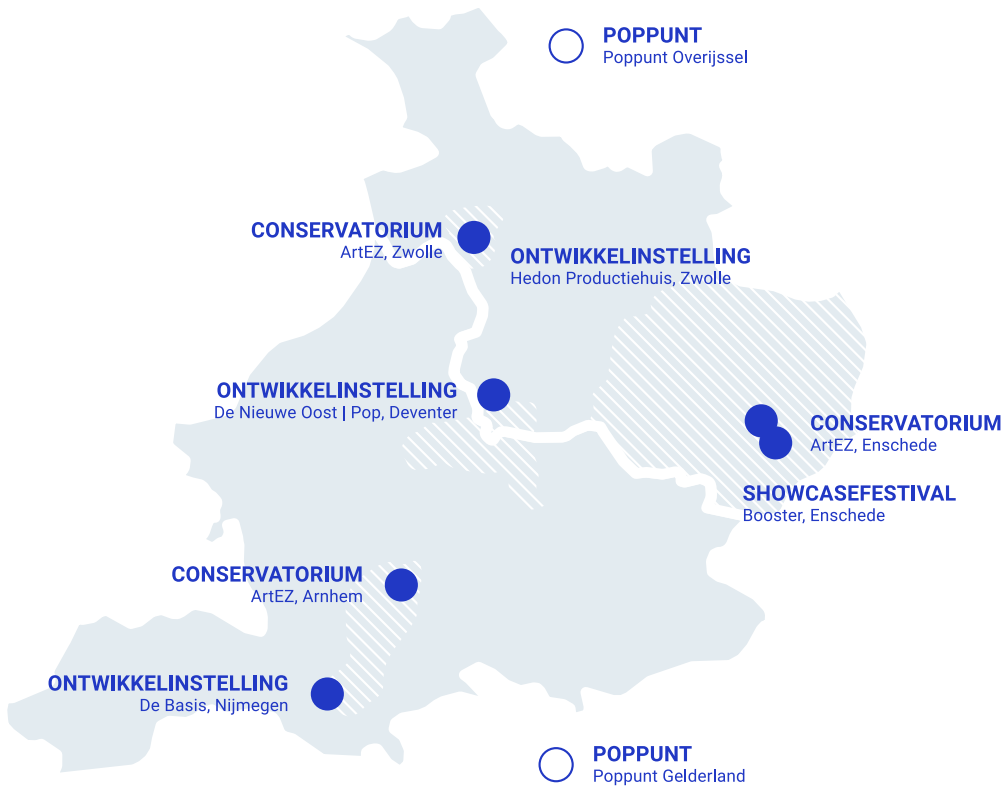 POPPUNT
Poppunt Overijssel
CONSERVATORIUM
ArtEZ, Zwolle
ONTWIKKELINSTELLING
Hedon Productiehuis, Zwolle
ONTWIKKELINSTELLING
De Nieuwe Oost | Pop, Deventer
CONSERVATORIUM
ArtEZ, Enschede
SHOWCASEFESTIVAL
Booster, Enschede
CONSERVATORIUM
ArtEZ, Arnhem
ONTWIKKELINSTELLING
De Basis, Nijmegen
POPPUNT
Poppunt Gelderland